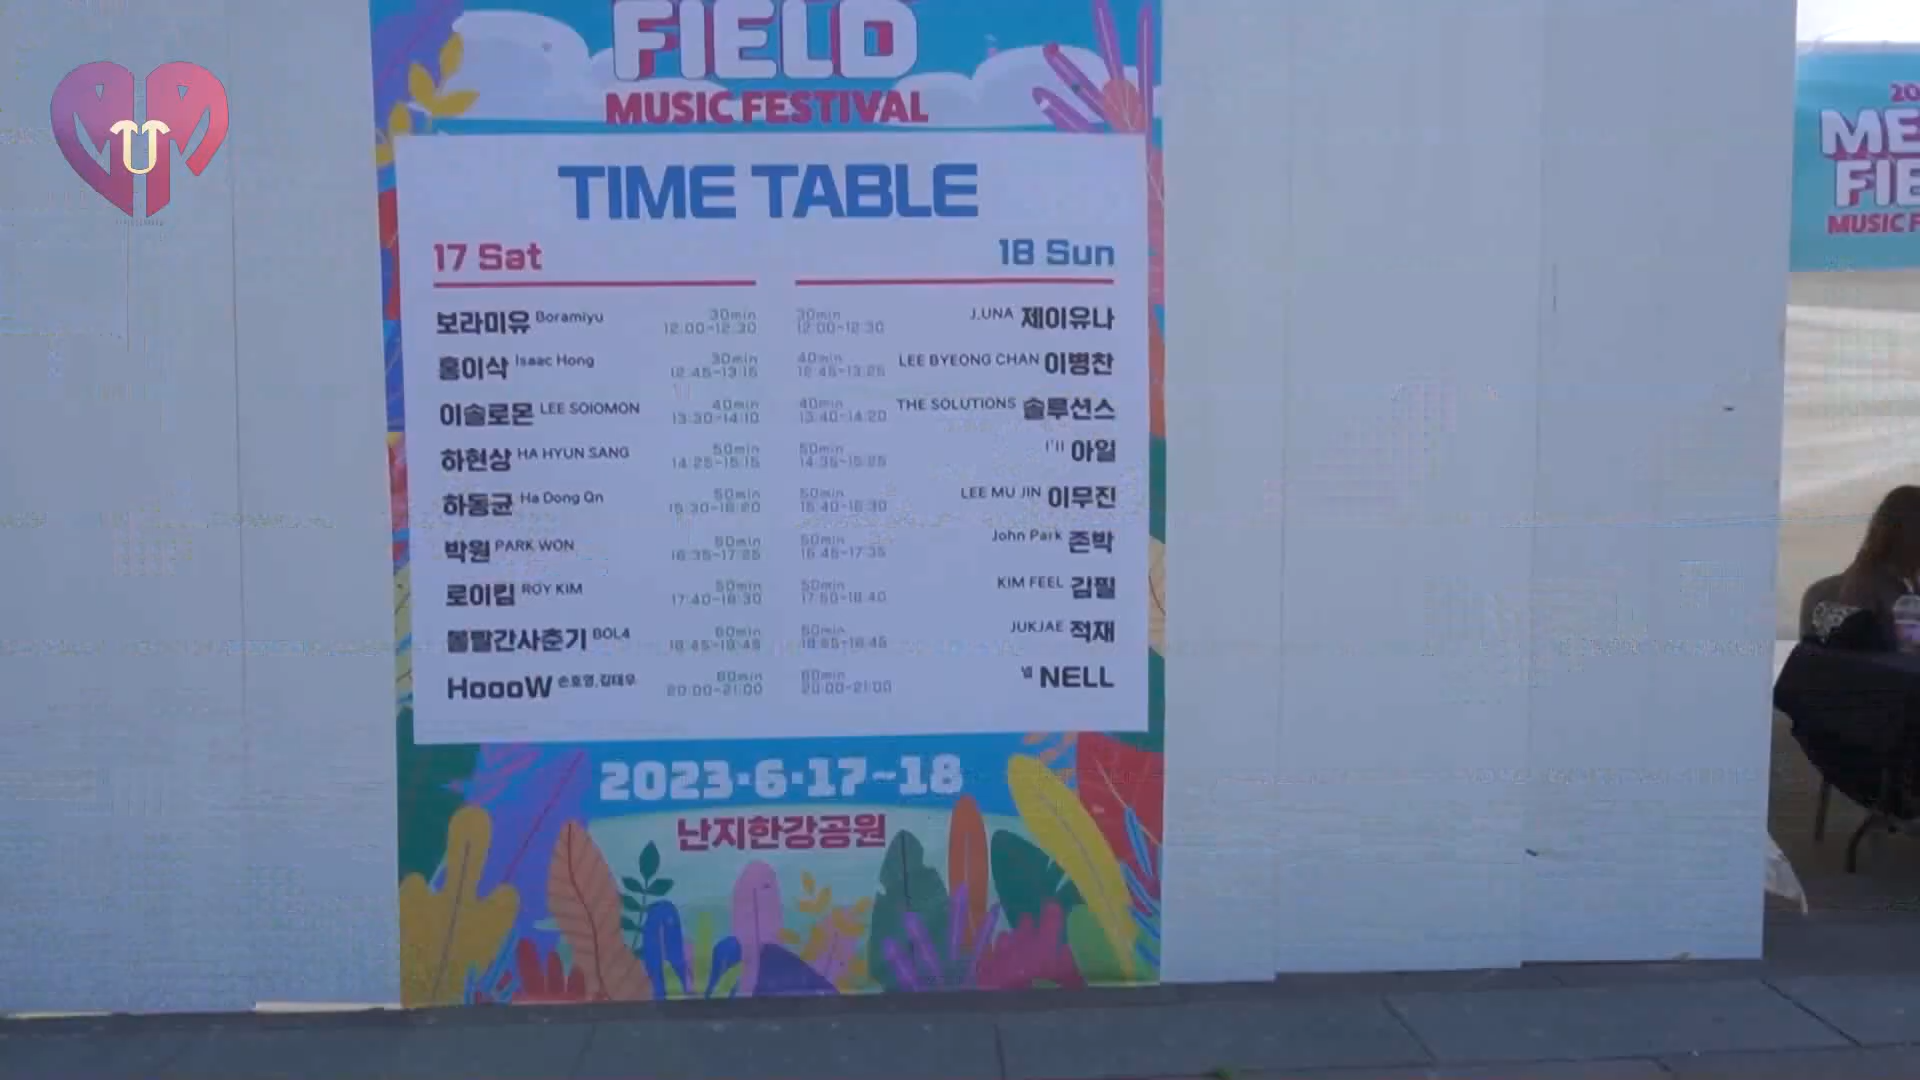 FIELD
MUSIC FESTIVAL
TIME TABLE
17 Sat
보라미유 Boramiyu 30min 12:00~12:30
홍이삭 Isaac Hong 30min 12:45~13:15
이솔로몬 LEE SOlOMON 40min 13:30~14:10
하현상 HA HYUN SANG 50min 14:25~15:15
하동균 Ha Dong Qn 50min 15:30~16:20
박원 PARK WON 50min 16:35~17:25
로이킴 ROY KIM 50min 17:40~18:30
볼빨간사춘기 BOL4 60min 18:45~19:45
HoooW 손호영,김태우 60min 20:00~21:00
18 Sun
30min 12:00~12:30 J.UNA 제이유나
40min 12:45~13:25 LEE BYEONG CHAN 이병찬
40min 13:40~14:20 THE SOLUTIONS 솔루션스
50min 14:35~15:25 I'll 아일
50min 15:40~16:30 LEE MU JIN 이무진
50min 16:45~17:35 John Park 존박
50min 17:50~18:40 KIM FEEL 김필
50min 18:55~19:45 JUKJAE 적재
60min 20:00~21:00 넬 NELL
2023·6·17~18
난지한강공원
20
ME
FIE
MUSIC F